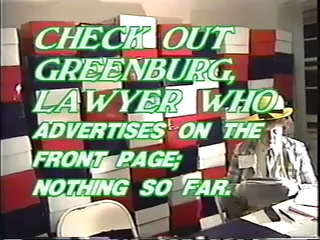 CHECK OUT
GREENBURG,
LAWYER WHO
ADVERTISES ON THE
FRONT PAGE;
NOTHING SO FAR.